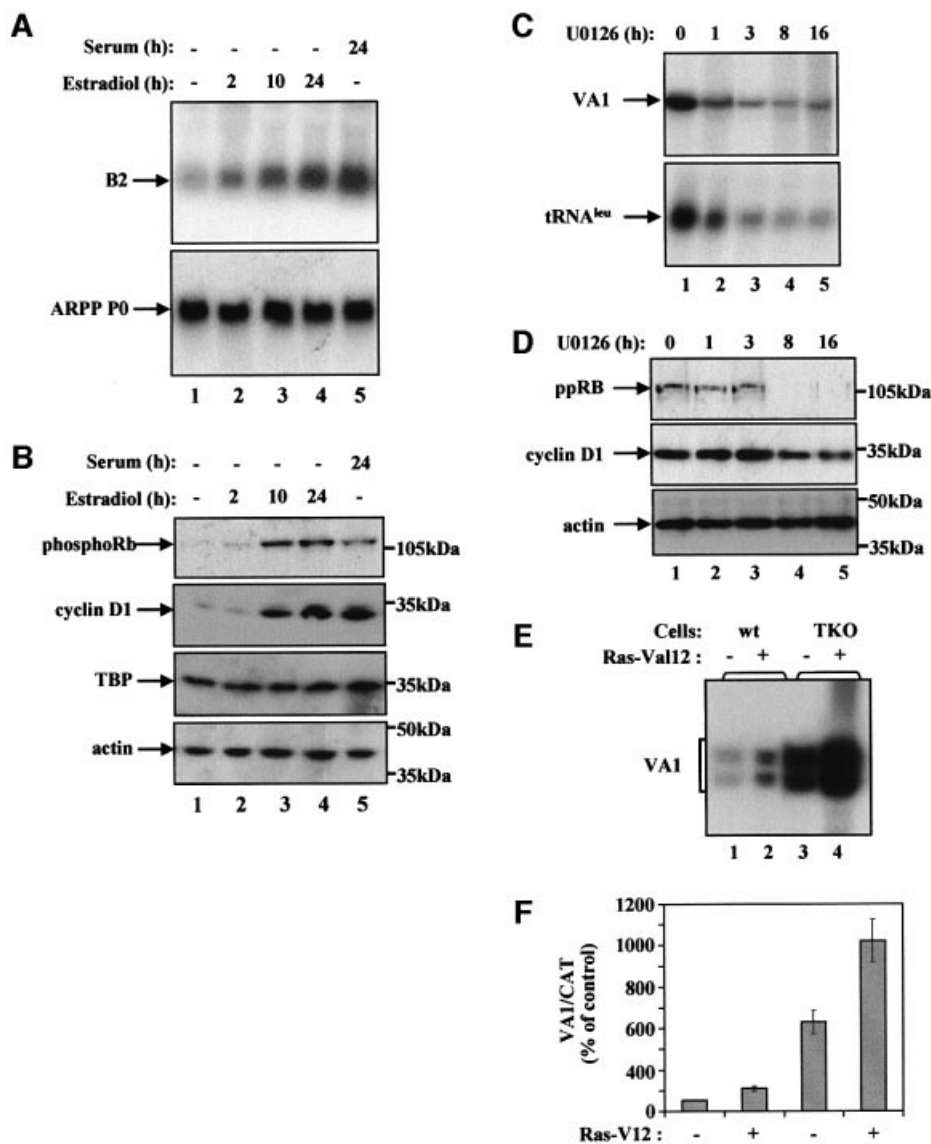 A
Serum (h): - - - - 24
Estradiol (h): - 2 10 24 -
B2
ARPP P0
1 2 3 4 5
B
Serum (h): - - - - 24
Estradiol (h): - 2 10 24 -
phosphoRb
105kDa
cyclin D1
35kDa
TBP
35kDa
actin
50kDa
35kDa
1 2 3 4 5
C
U0126 (h): 0 1 3 8 16
VA1
tRNAleu
1 2 3 4 5
D
U0126 (h): 0 1 3 8 16
ppRB
105kDa
cyclin D1
35kDa
actin
50kDa
35kDa
1 2 3 4 5
E
Cells: wt TKO
Ras-Val12 : - + - +
VA1
1 2 3 4
F
VA1/CAT
(% of control)
1200
1000
800
600
400
0
Ras-V12 : - + - +